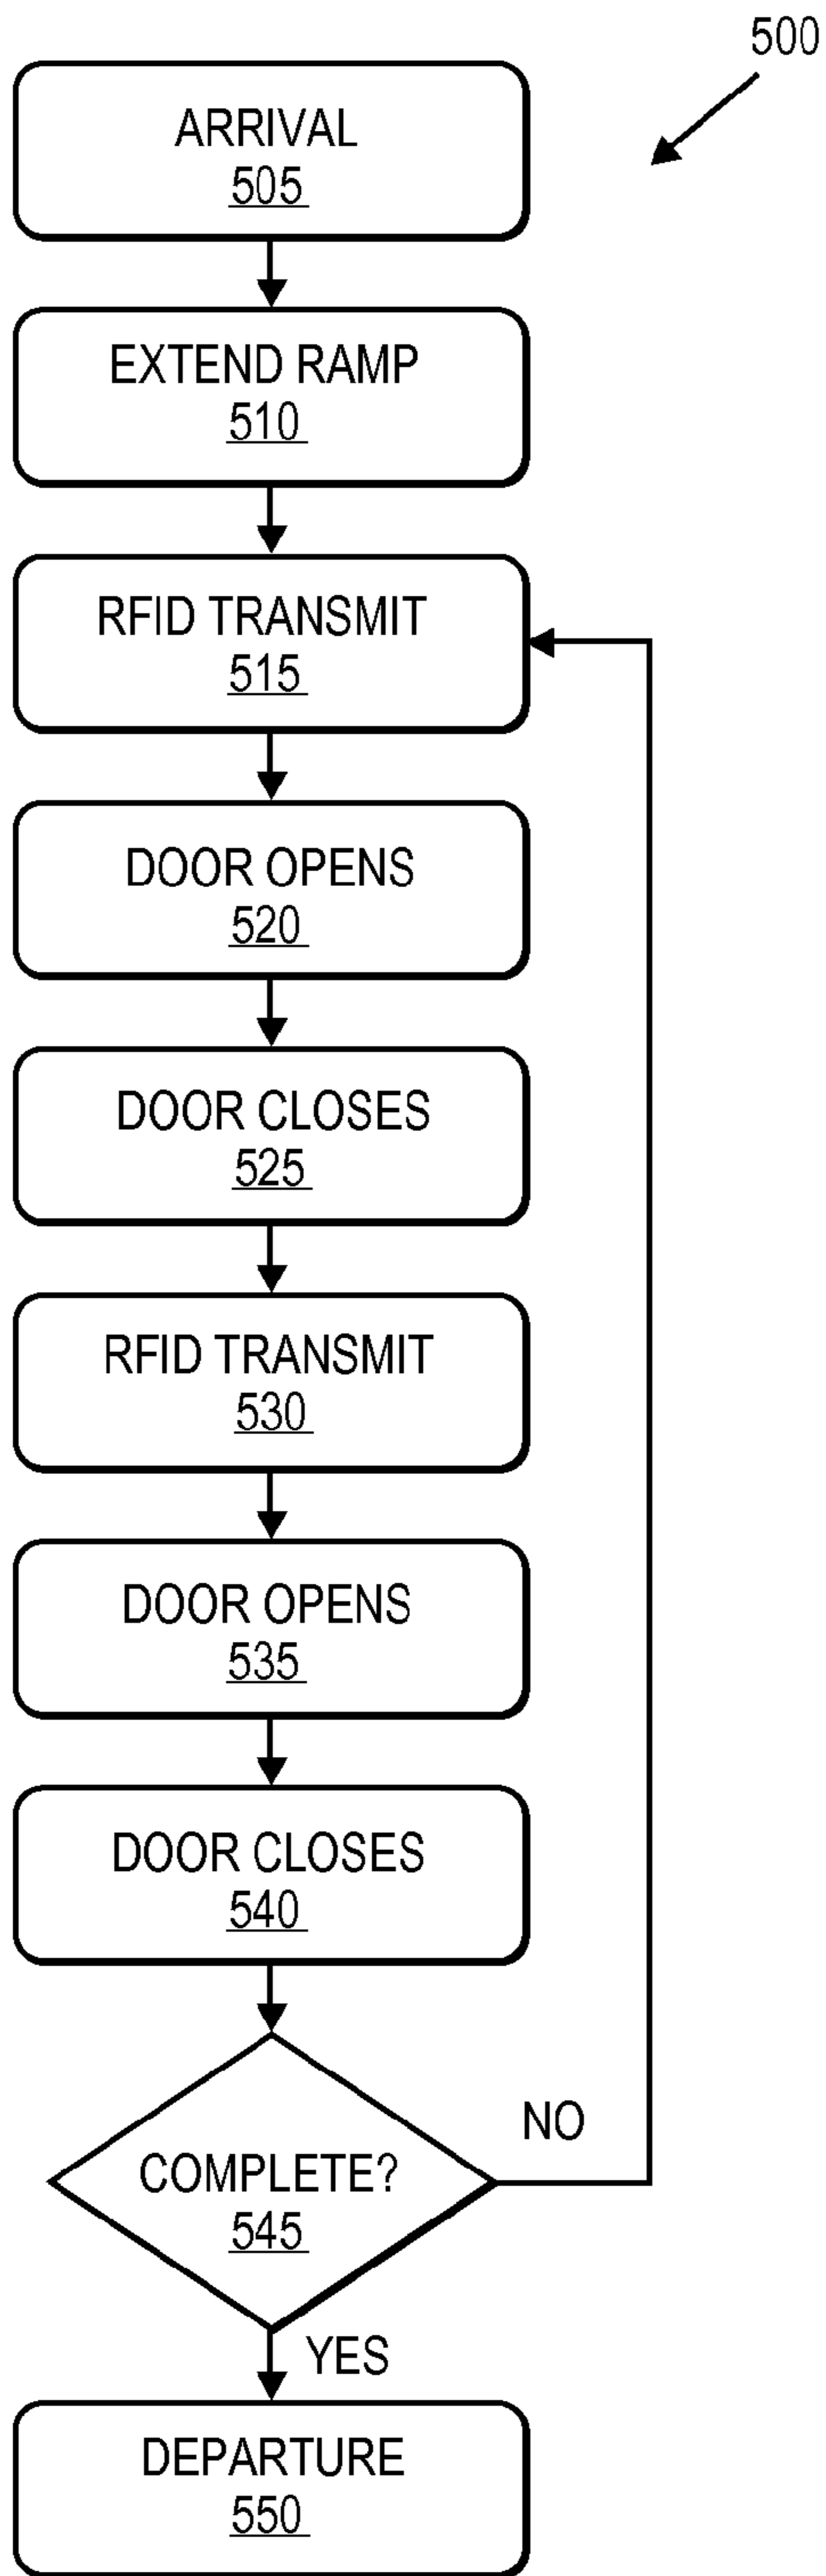 500
ARRIVAL
505
EXTEND RAMP
510
RFID TRANSMIT
515
DOOR OPENS
520
DOOR CLOSES
525
RFID TRANSMIT
530
DOOR OPENS
535
DOOR CLOSES
540
NO
COMPLETE?
545
YES
DEPARTURE
550